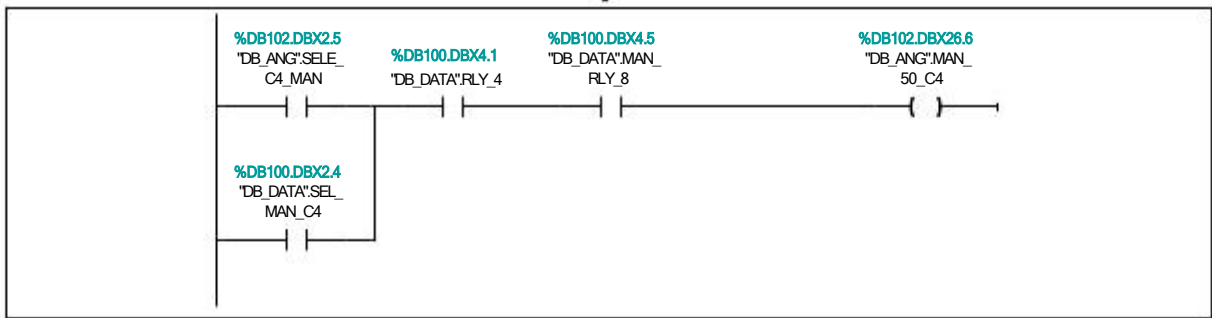 %DB102.DBX2.5
"DB_ANG".SELE_
C4_MAN
%DB100.DBX4.1
"DB_DATA".RLY_4
%DB100.DBX4.5
"DB_DATA".MAN_
RLY_8
%DB102.DBX26.6
"DB_ANG".MAN_
50_C4
%DB100.DBX2.4
"DB_DATA".SEL_
MAN_C4